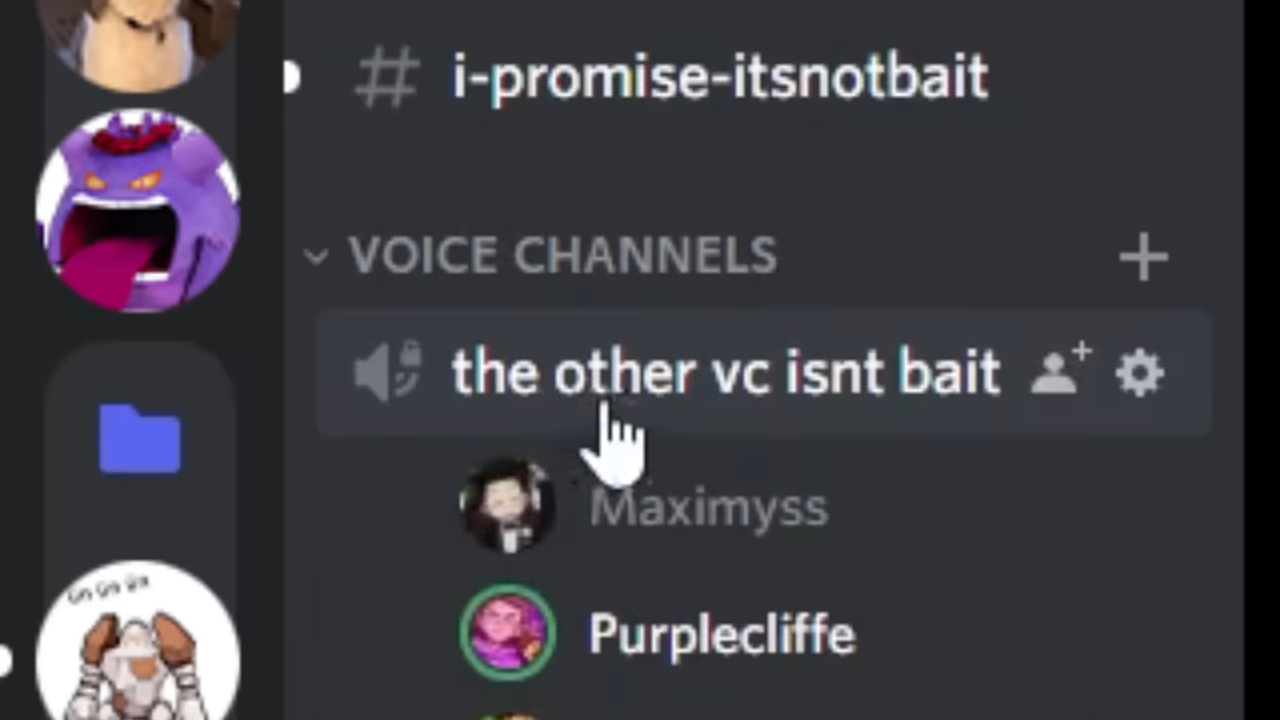 i-promise-itsnotbait
VOICE CHANNELS
the other vc isnt bait
Maximyss
Purplecliffe